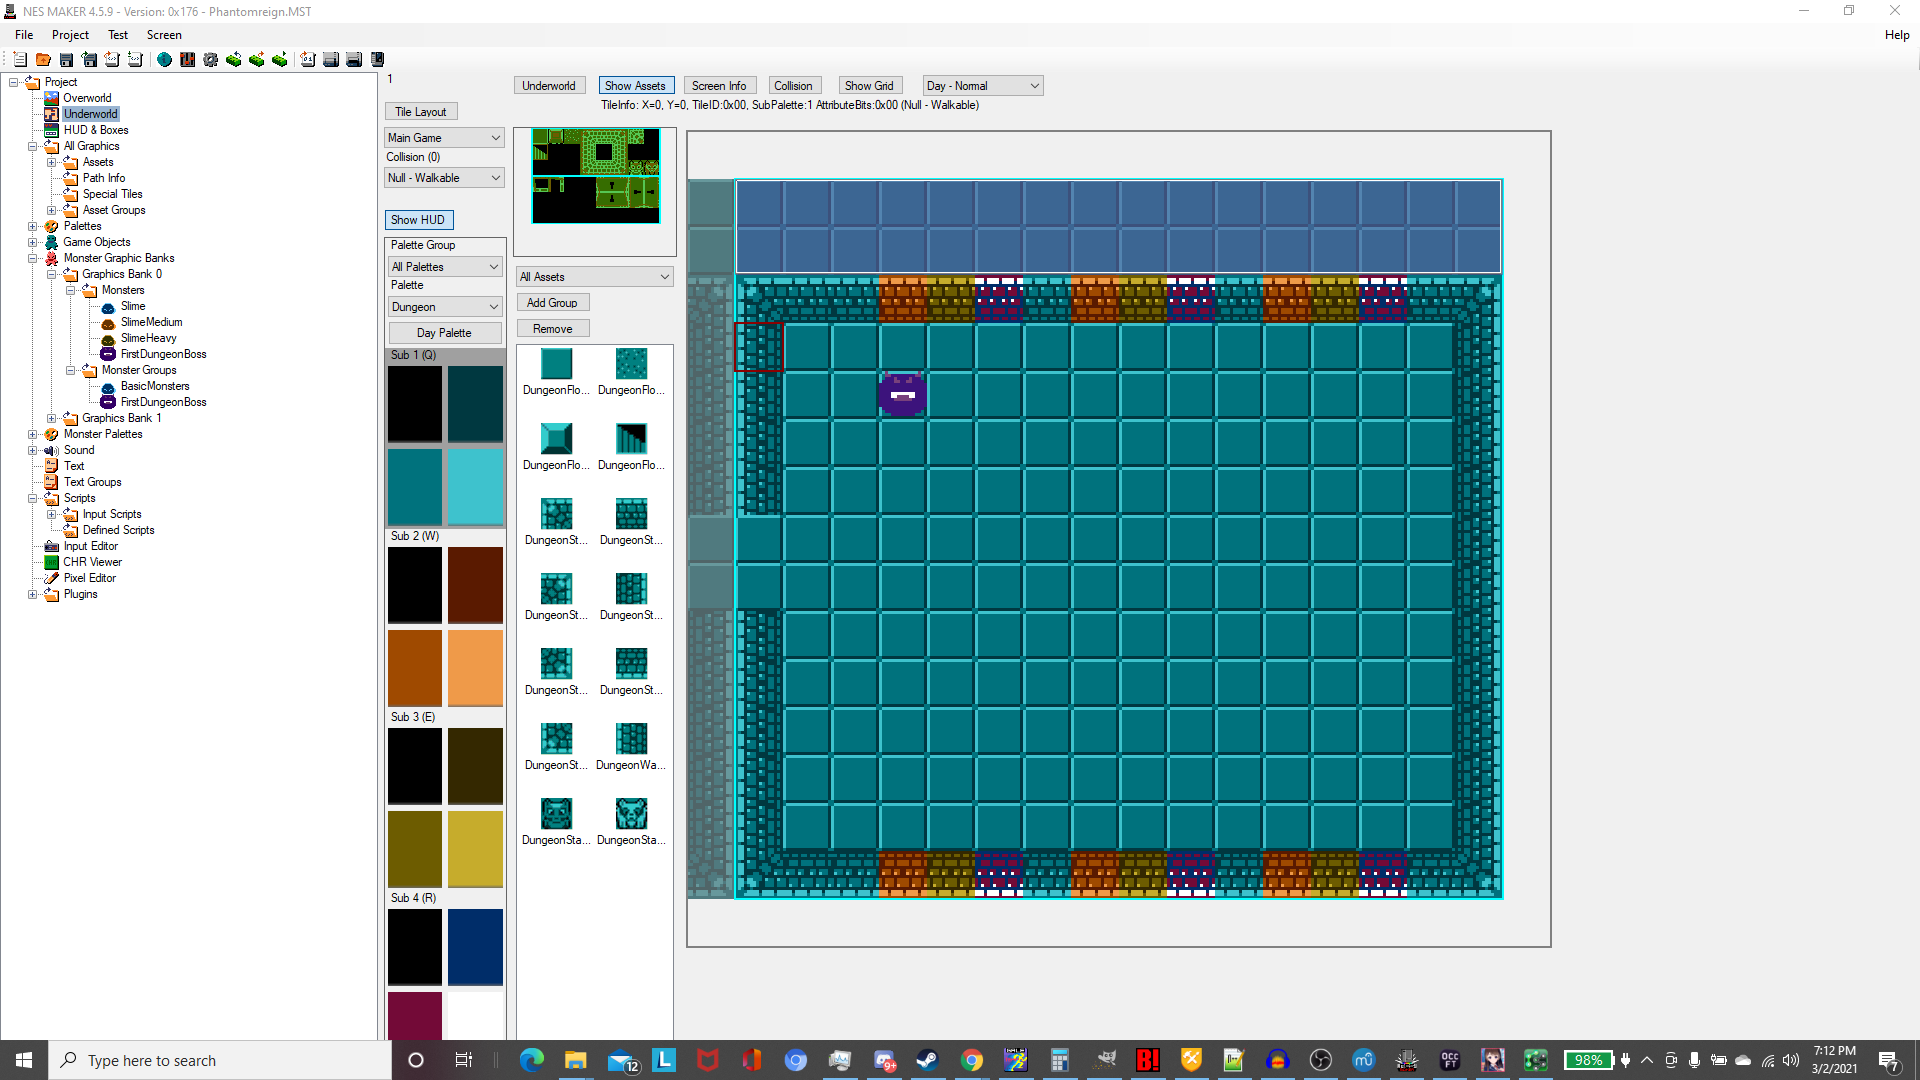 NES MAKER 4.5.9 - Version: 0x176 - Phantomreign.MST
File Project Test Screen Help
Project
Overworld
Underworld
HUD & Boxes
All Graphics
Assets
Path Info
Special Tiles
Asset Groups
Palettes
Game Objects
Monster Graphic Banks
Graphics Bank 0
Monsters
Slime
SlimeMedium
SlimeHeavy
FirstDungeonBoss
Monster Groups
BasicMonsters
FirstDungeonBoss
Graphics Bank 1
Monster Palettes
Sound
Text
Text Groups
Scripts
Input Scripts
Defined Scripts
Input Editor
CHR Viewer
Pixel Editor
Plugins
1
Tile Layout
Main Game
Collision (0)
Null - Walkable
Show HUD
Palette Group
All Palettes
Palette
Dungeon
Day Palette
Sub 1 (Q)
Sub 2 (W)
Sub 3 (E)
Sub 4 (R)
Underworld Show Assets Screen Info Collision Show Grid Day - Normal
TileInfo: X=0, Y=0, TileID:0x00, SubPalette:1 AttributeBits:0x00 (Null - Walkable)
All Assets
Add Group
Remove
DungeonFlo... DungeonFlo...
DungeonFlo... DungeonFlo...
DungeonSt... DungeonSt...
DungeonSt... DungeonSt...
DungeonSt... DungeonSt...
DungeonSt... DungeonWa...
DungeonSta... DungeonSta...
Type here to search
12
L
9+
B!
OCC
FT
98%
7:12 PM
3/2/2021
7